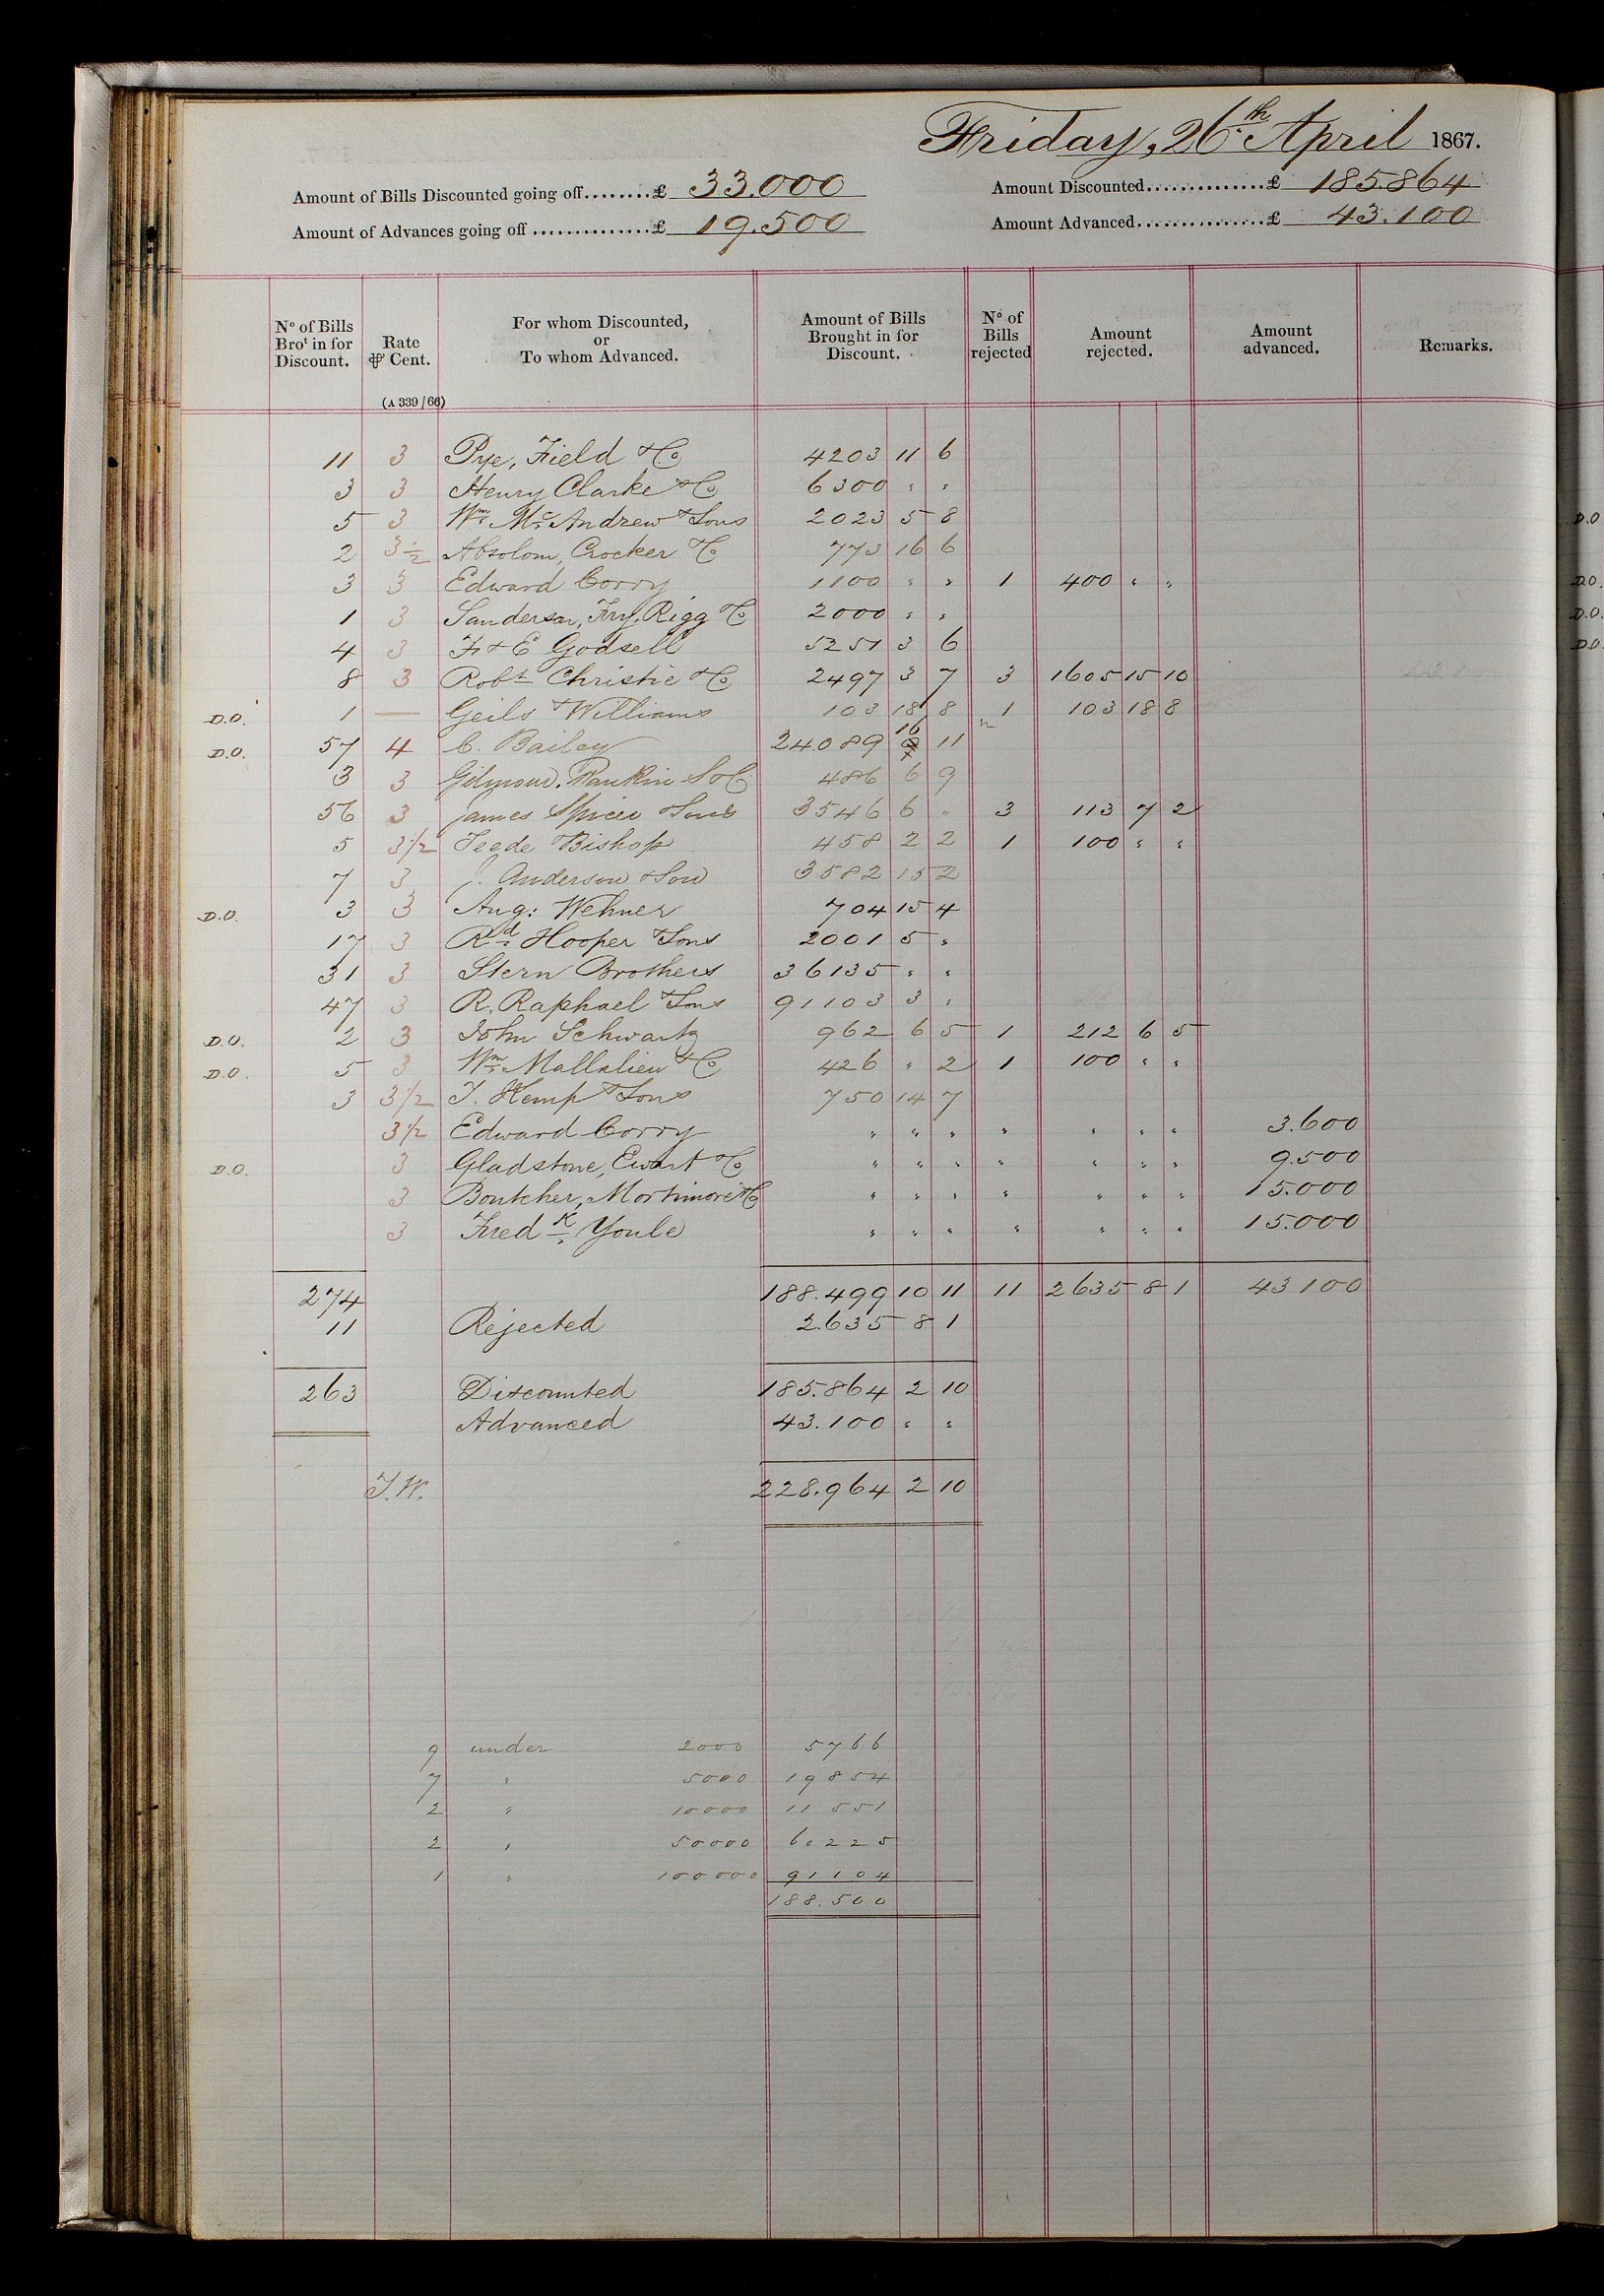 Friday, 26th April 1867.
Amount of Bills Discounted going off........£ 33.000 Amount Discounted..............£ 185.864
Amount of Advances going off ..............£ 19.500 Amount Advanced................£ 43.100
No of Bills Brot in for Discount. Rate ⅌ Cent. For whom Discounted, or To whom Advanced. Amount of Bills Brought in for Discount. No of Bills rejected Amount rejected. Amount advanced. Remarks.
(A 339/66)
11 3 Pye, Field & Co 4203 11 6
3 3 Henry Clarke & Co 6300 " "
5 3 Wm McAndrew & Sons 2023 5 8
2 3½ Absolom, Crocker & Co 773 16 6
3 3 Edward Corry 1100 " " 1 400 " "
1 3 Sanderson, Fry, Rigg & Co 2000 " "
4 3 F & E Godsell 5251 3 6
8 3 Robt Christie & Co 2497 3 7 3 1605 15 10
D.O. 1 — Geils & Williams 103 18 8 1 103 18 8
D.O. 57 4 C. Bailey 24.089 16 11
3 3 Gilmour, Rankin S & Co 486 6 9
56 3 James Spicer & Sons 3546 6 " 3 113 7 2
5 3½ Teede & Bishop 458 2 2 1 100 " "
7 3 J. Anderson & Son 3582 15 2
D.O. 3 3 Aug: Wehner 704 15 4
17 3 Rd Hooper & Sons 2001 5 "
31 3 Stern Brothers 36135 " "
47 3 R. Raphael & Sons 91103 3 "
D.O. 2 3 John Schwartz 962 6 5 1 212 6 5
D.O. 5 3 Wm Mallalieu & Co 426 " 2 1 100 " "
3 3½ T. Kemp & Sons 750 14 7
3½ Edward Corry " " " " " " " 3.600
D.O. 3 Gladstone, Ewart & Co " " " " " " " 9.500
3 Boutcher, Mortimore & Co " " " " " " " 15.000
3 Fredk Youle " " " " " " " 15.000
274 188.499 10 11 11 2635 8 1 43100
11 Rejected 2.635 8 1
263 Discounted 185.864 2 10
Advanced 43.100 " "
T.W. 228.964 2 10
9 under 2000 5766
7 " 5000 19854
2 " 10000 11551
2 " 50000 60225
1 " 100000 91104
188.500